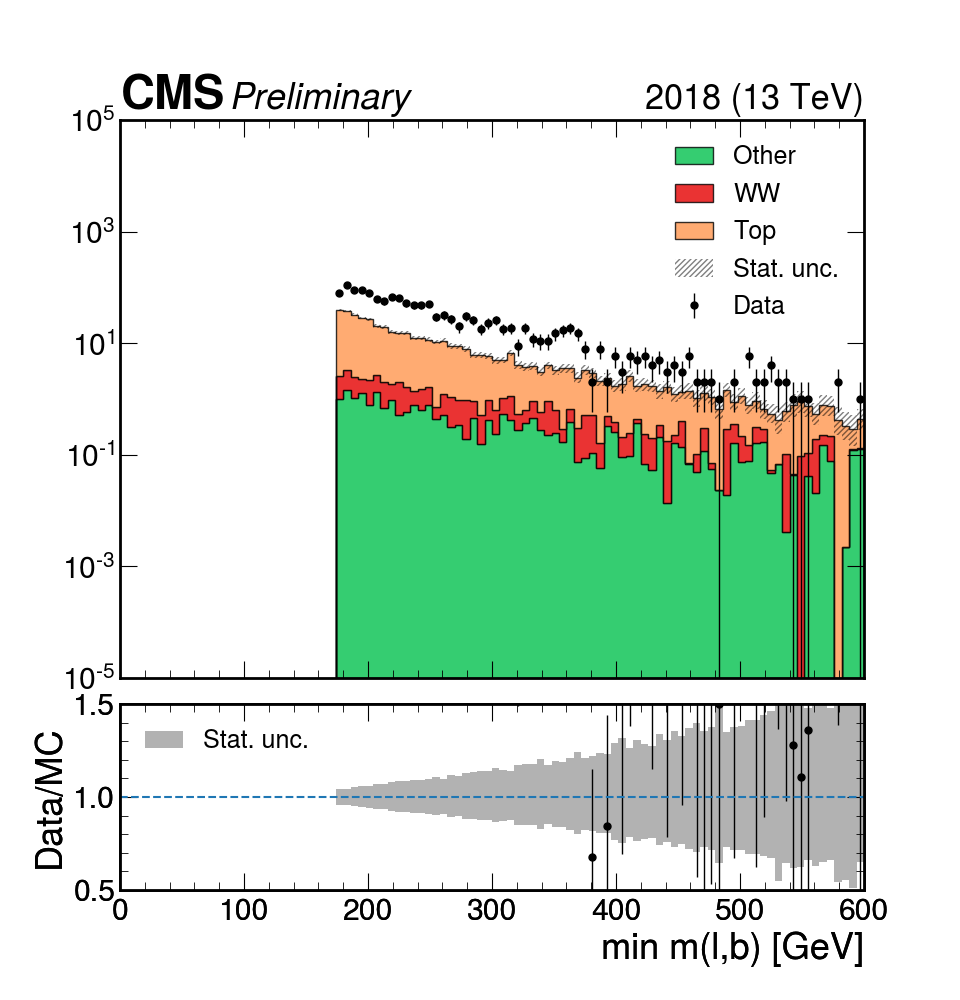 CMS Preliminary 2018 (13 TeV)
10^5
Other
WW
10^3
Top
Stat. unc.
Data
10^1
10^-1
10^-3
10^-5
1.5
Stat. unc.
Data/MC
1.0
0.5
0 100 200 300 400 500 600
min m(l,b) [GeV]